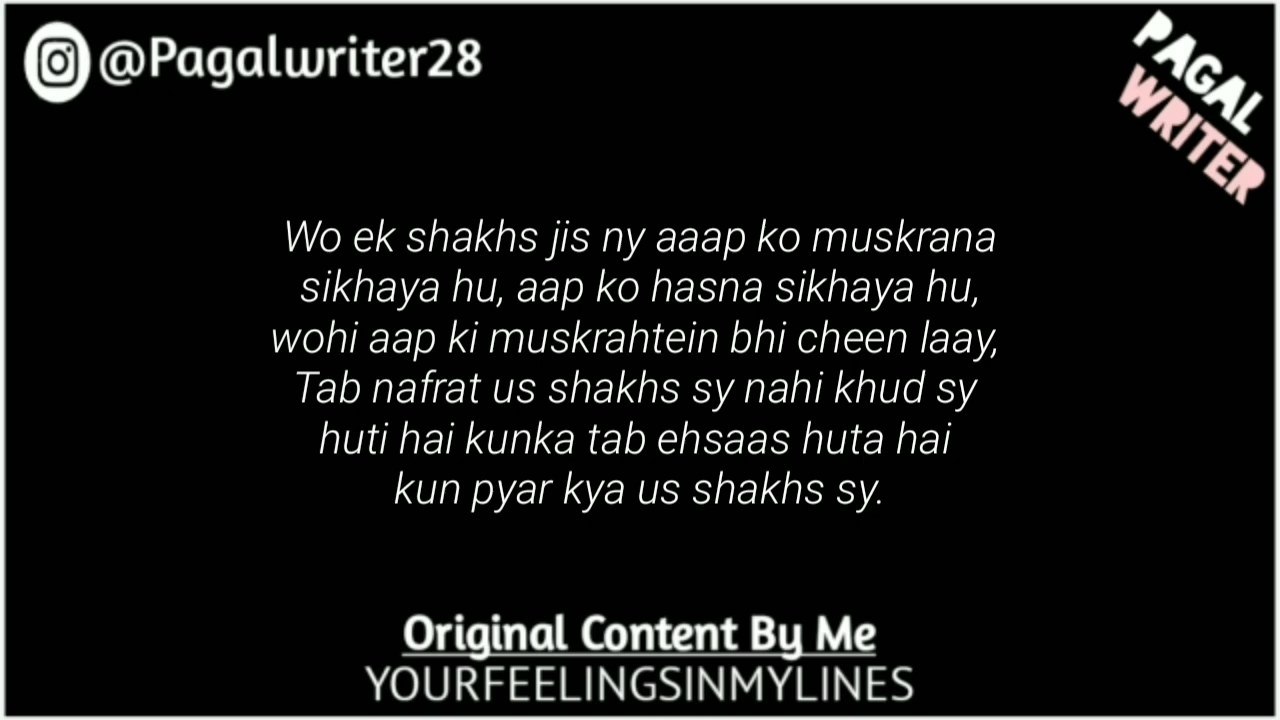 @Pagalwriter28
PAGAL
WRITER
Wo ek shakhs jis ny aaap ko muskrana
sikhaya hu, aap ko hasna sikhaya hu,
wohi aap ki muskrahtein bhi cheen laay,
Tab nafrat us shakhs sy nahi khud sy
huti hai kunka tab ehsaas huta hai
kun pyar kya us shakhs sy.
Original Content By Me
YOURFEELINGSINMYLINES